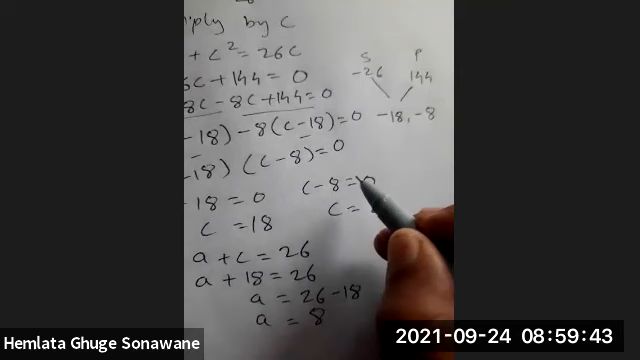 ply by c
+ c² = 26c
6c + 144 = 0
S P
-26 144
-18, -8
8c - 8c + 144 = 0
-18) - 8(c - 18) = 0
-18) (c - 8) = 0
-18 = 0 c - 8 = 0
c = 18 c =
a + c = 26
a + 18 = 26
a = 26 - 18
a = 8
Hemlata Ghuge Sonawane
2021-09-24 08:59:43